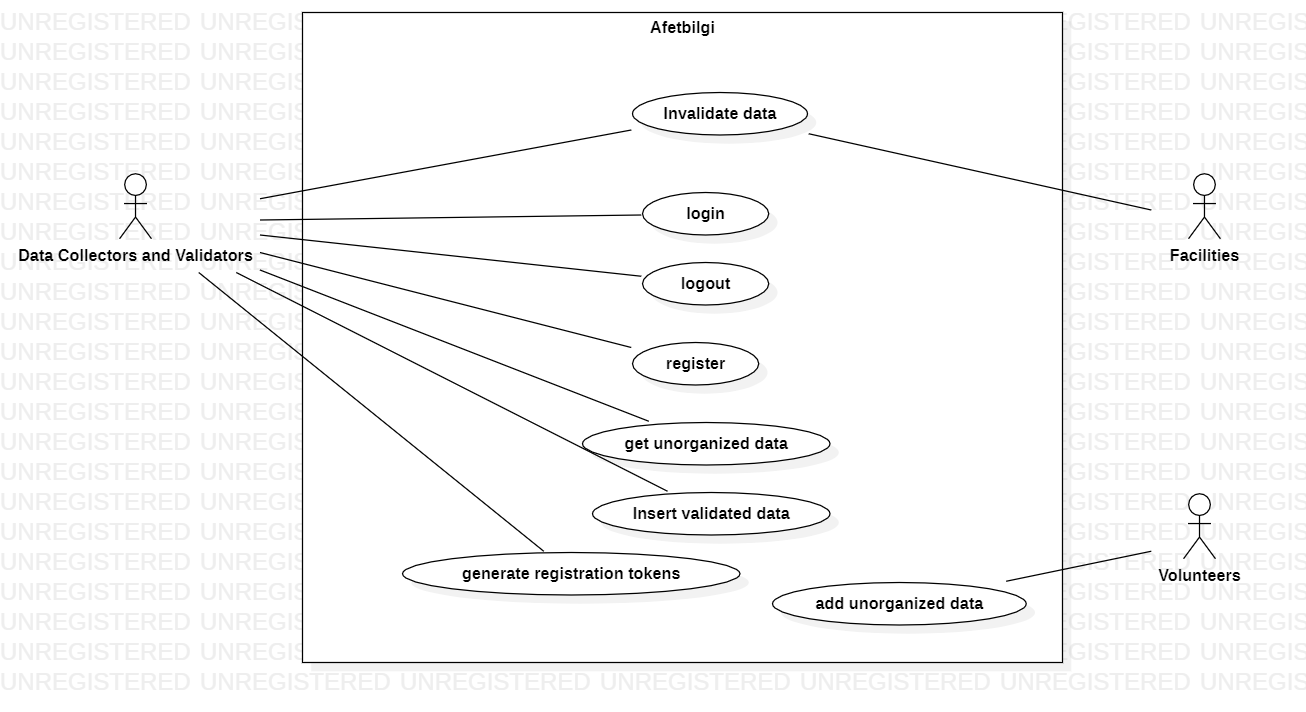 Afetbilgi
Invalidate data
login
Data Collectors and Validators
Facilities
logout
register
get unorganized data
Insert validated data
generate registration tokens
Volunteers
add unorganized data
UNREGISTERED UNREGISTERED UNREGISTERED UNREGISTERED UNREGISTERED UNREGISTERED UNREGIS